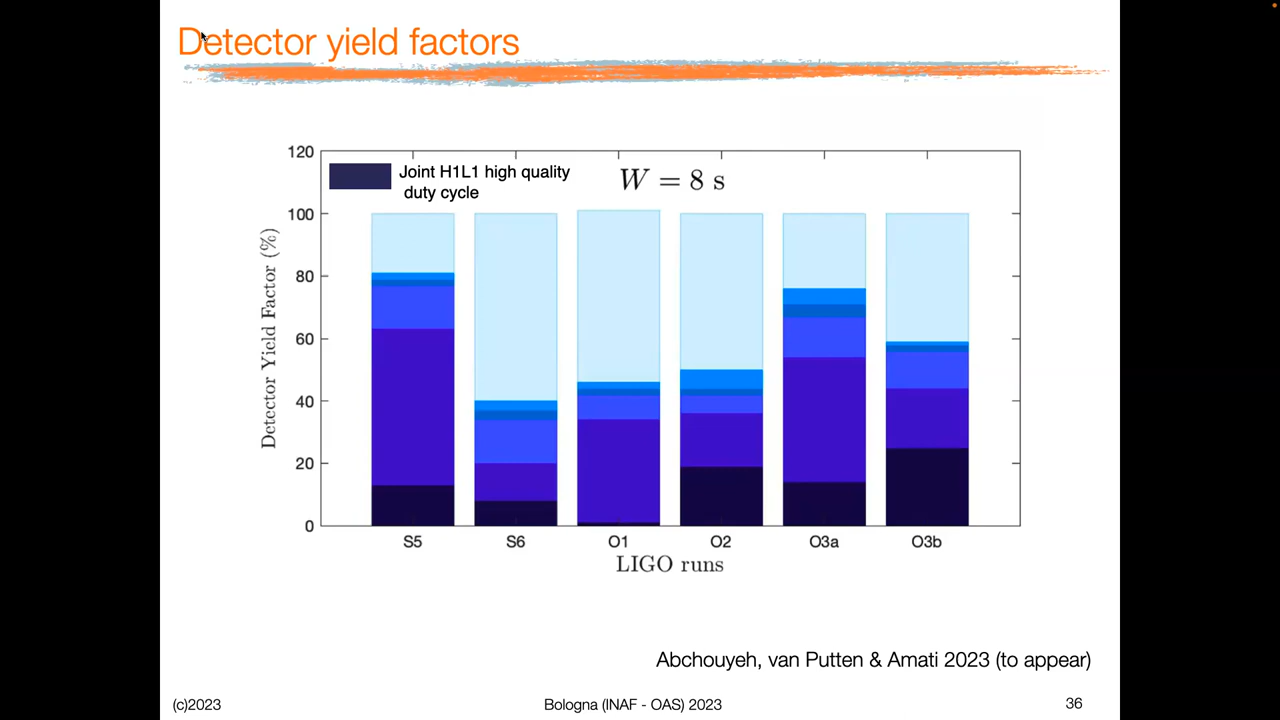 Detector yield factors
Joint H1L1 high quality
duty cycle
W = 8 s
120
100
80
60
40
20
0
Detector Yield Factor (%)
S5 S6 O1 O2 O3a O3b
LIGO runs
Abchouyeh, van Putten & Amati 2023 (to appear)
(c)2023 Bologna (INAF - OAS) 2023 36